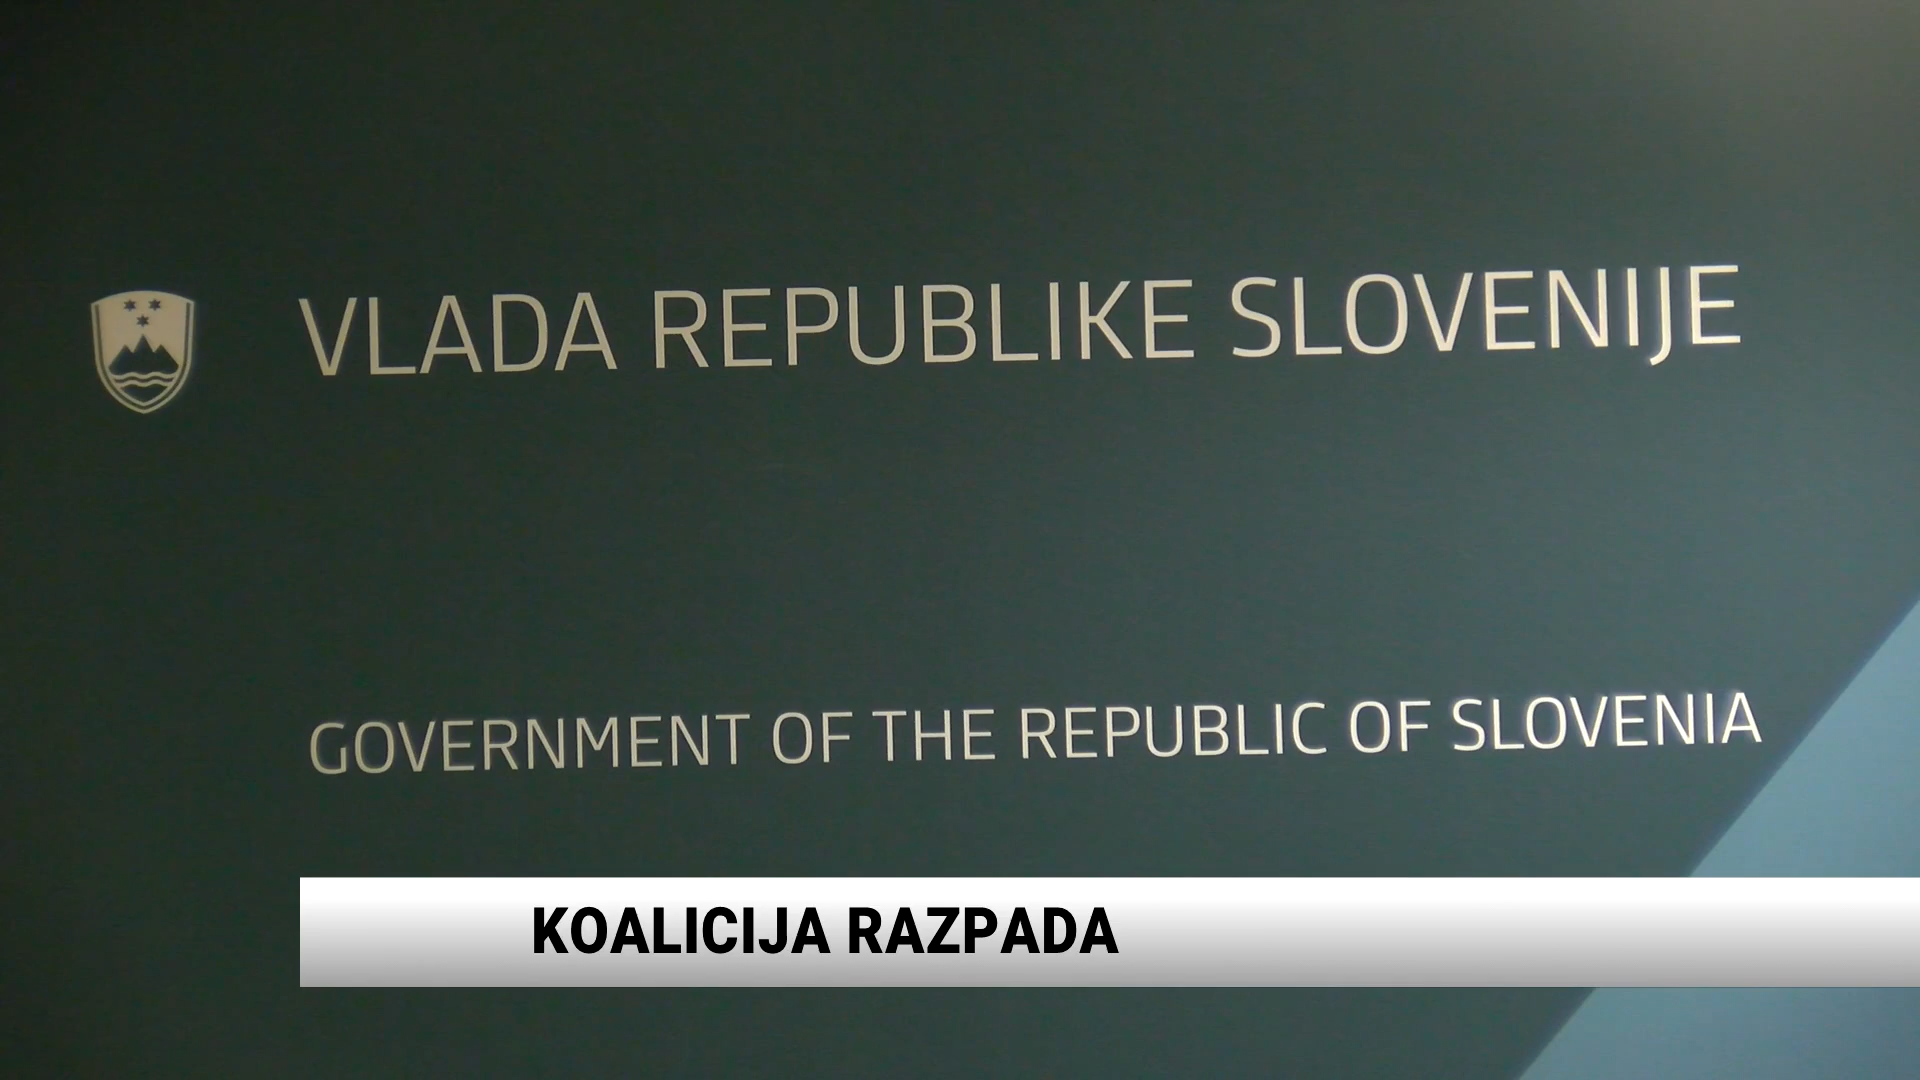 VLADA REPUBLIKE SLOVENIJE
GOVERNMENT OF THE REPUBLIC OF SLOVENIA
KOALICIJA RAZPADA